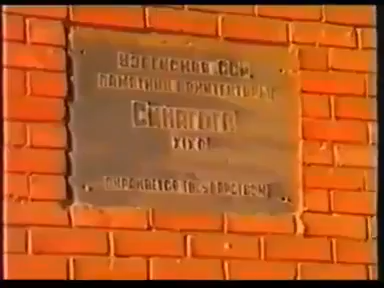 ССР
ПАМЯТНИК АРХИТЕКТУРЫ
СИНАГОГА
XIX В.
ОХРАНЯЕТСЯ ГОСУДАРСТВОМ